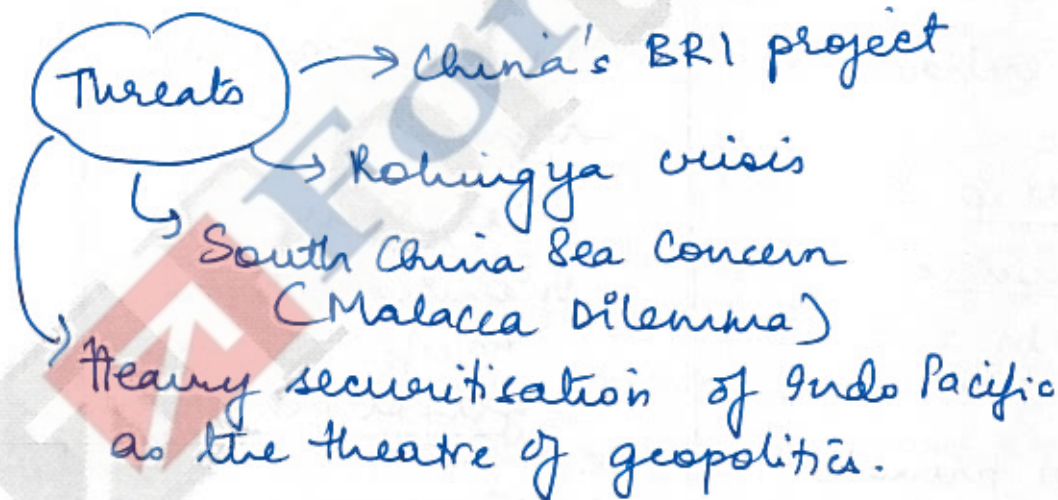 Threats
China's BRI project
Rohingya crisis
South China Sea Concern
(Malacca Dilemma)
Heavy securitisation of Indo Pacific
as the theatre of geopolitics.
For